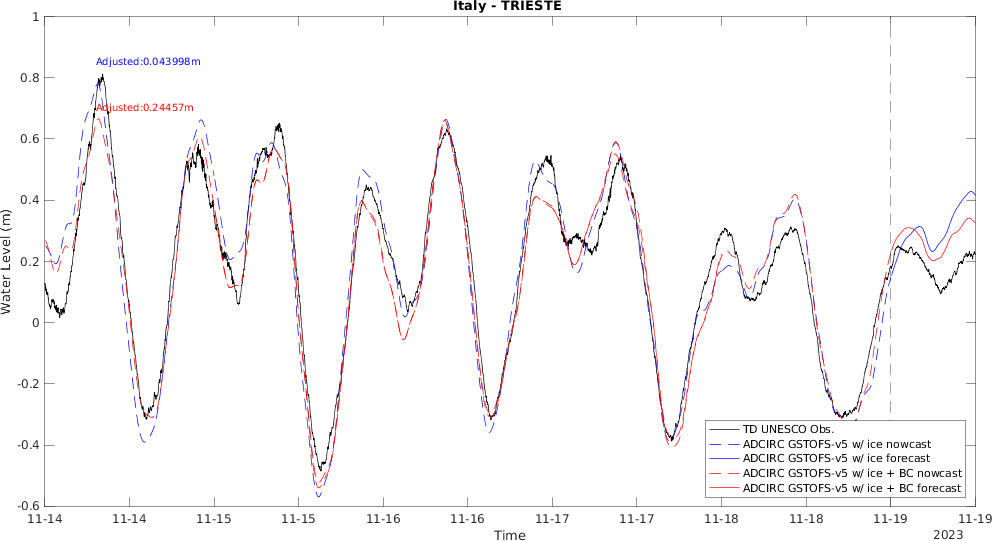 Italy - TRIESTE
1
0.8
0.6
0.4
0.2
0
-0.2
-0.4
-0.6
Water Level (m)
Adjusted:0.043998m
Adjusted:0.24457m
TD UNESCO Obs.
ADCIRC GSTOFS-v5 w/ ice nowcast
ADCIRC GSTOFS-v5 w/ ice forecast
ADCIRC GSTOFS-v5 w/ ice + BC nowcast
ADCIRC GSTOFS-v5 w/ ice + BC forecast
11-14 11-14 11-15 11-15 11-16 11-16 11-17 11-17 11-18 11-18 11-19 11-19
Time
2023